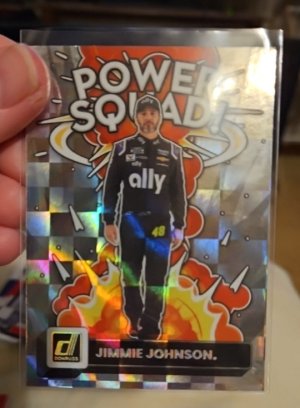 POWER
SQUAD!
ally
48
JIMMIE JOHNSON.
d
DONRUSS